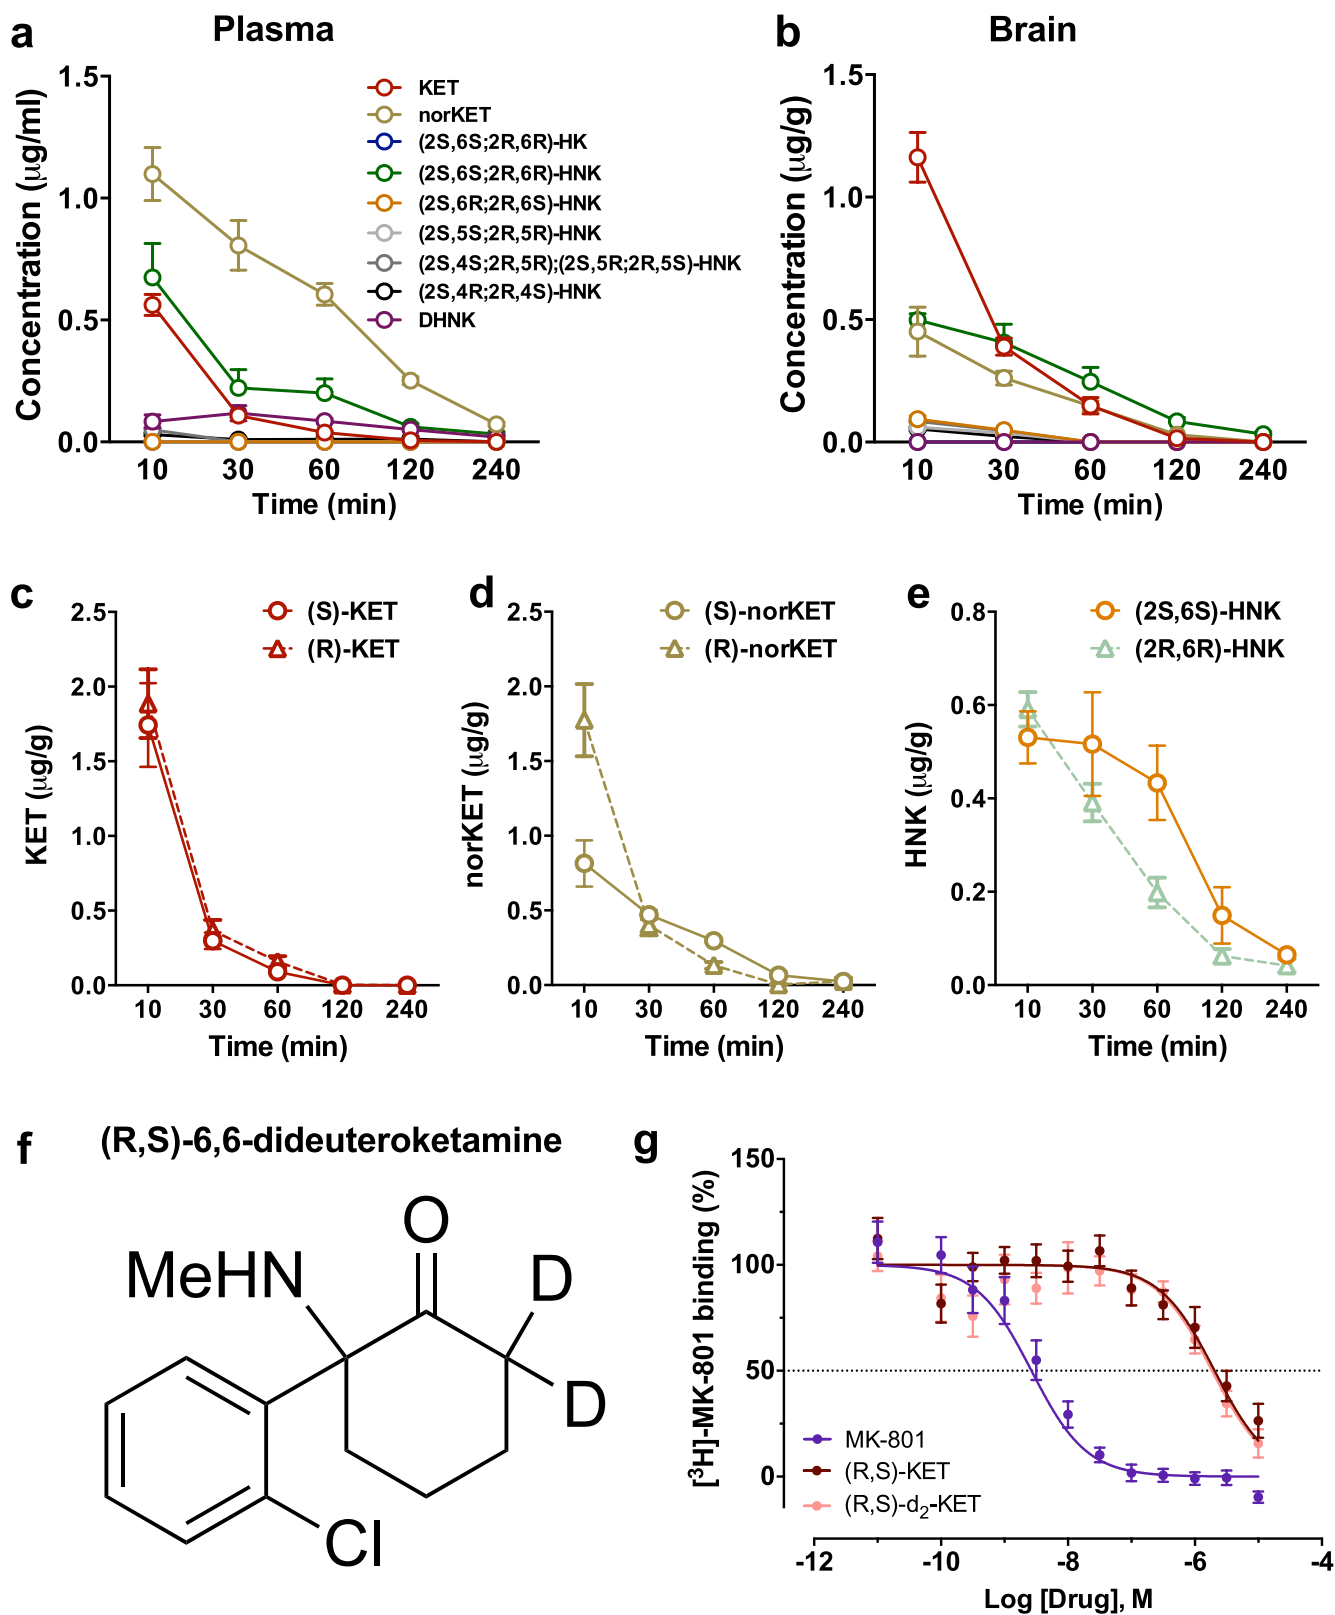 a Plasma
Concentration (μg/ml)
1.5
1.0
0.5
0.0
10 30 60 120 240
Time (min)
KET
norKET
(2S,6S;2R,6R)-HK
(2S,6S;2R,6R)-HNK
(2S,6R;2R,6S)-HNK
(2S,5S;2R,5R)-HNK
(2S,4S;2R,5R);(2S,5R;2R,5S)-HNK
(2S,4R;2R,4S)-HNK
DHNK
b Brain
Concentration (μg/g)
1.5
1.0
0.5
0.0
10 30 60 120 240
Time (min)
c
KET (μg/g)
2.5
2.0
1.5
1.0
0.5
0.0
10 30 60 120 240
Time (min)
(S)-KET
(R)-KET
d
norKET (μg/g)
2.5
2.0
1.5
1.0
0.5
0.0
10 30 60 120 240
Time (min)
(S)-norKET
(R)-norKET
e
HNK (μg/g)
0.8
0.6
0.4
0.2
0.0
10 30 60 120 240
Time (min)
(2S,6S)-HNK
(2R,6R)-HNK
f (R,S)-6,6-dideuteroketamine
O
MeHN
D
D
Cl
g
[³H]-MK-801 binding (%)
150
100
50
0
MK-801
(R,S)-KET
(R,S)-d₂-KET
-12 -10 -8 -6 -4
Log [Drug], M